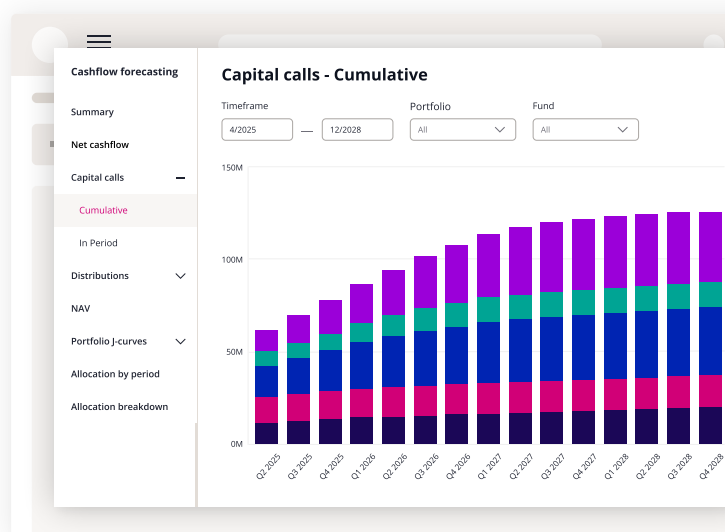 Cashflow forecasting
Summary
Net cashflow
Capital calls
Cumulative
In Period
Distributions
NAV
Portfolio J-curves
Allocation by period
Allocation breakdown
Capital calls - Cumulative
Timeframe
Portfolio
Fund
4/2025 — 12/2028
All
All
150M
100M
50M
0M
Q2 2025
Q3 2025
Q4 2025
Q1 2026
Q2 2026
Q3 2026
Q4 2026
Q1 2027
Q2 2027
Q3 2027
Q4 2027
Q1 2028
Q2 2028
Q3 2028
Q4 2028